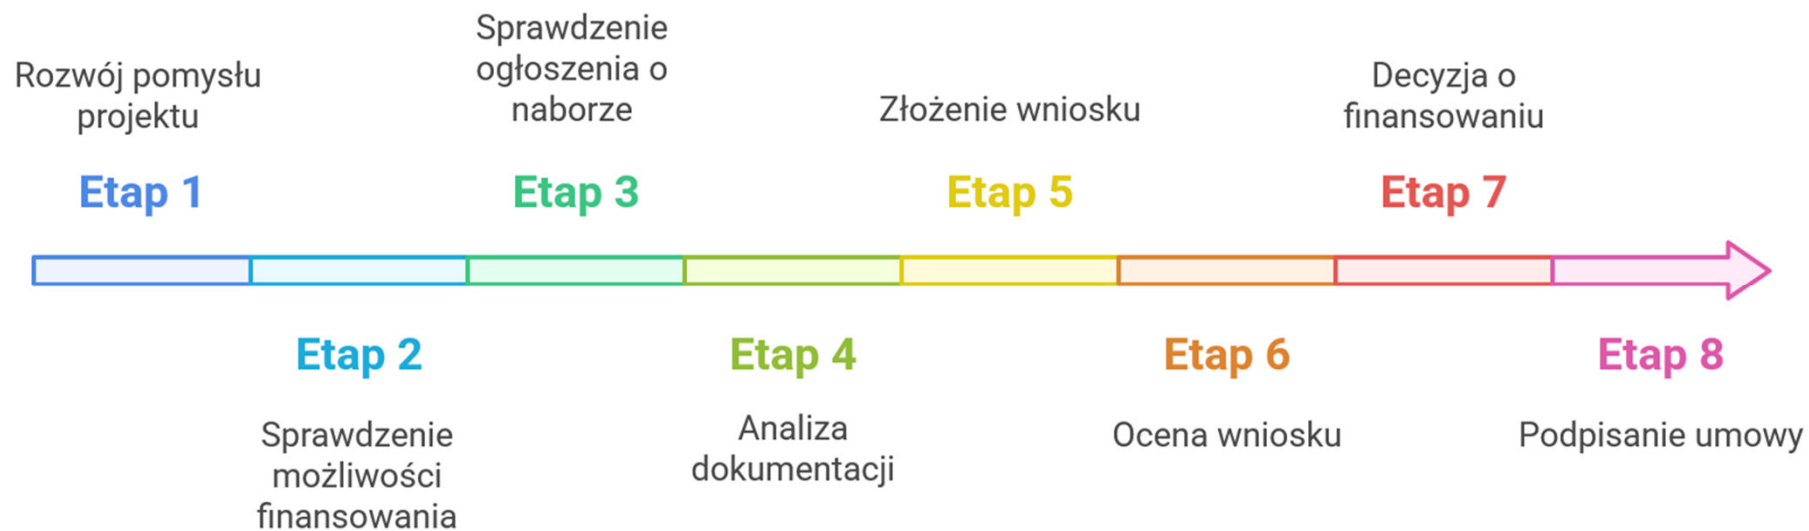 Rozwój pomysłu
projektu
Etap 1
Etap 2
Sprawdzenie
możliwości
finansowania
Sprawdzenie
ogłoszenia o
naborze
Etap 3
Etap 4
Analiza
dokumentacji
Złożenie wniosku
Etap 5
Etap 6
Ocena wniosku
Decyzja o
finansowaniu
Etap 7
Etap 8
Podpisanie umowy